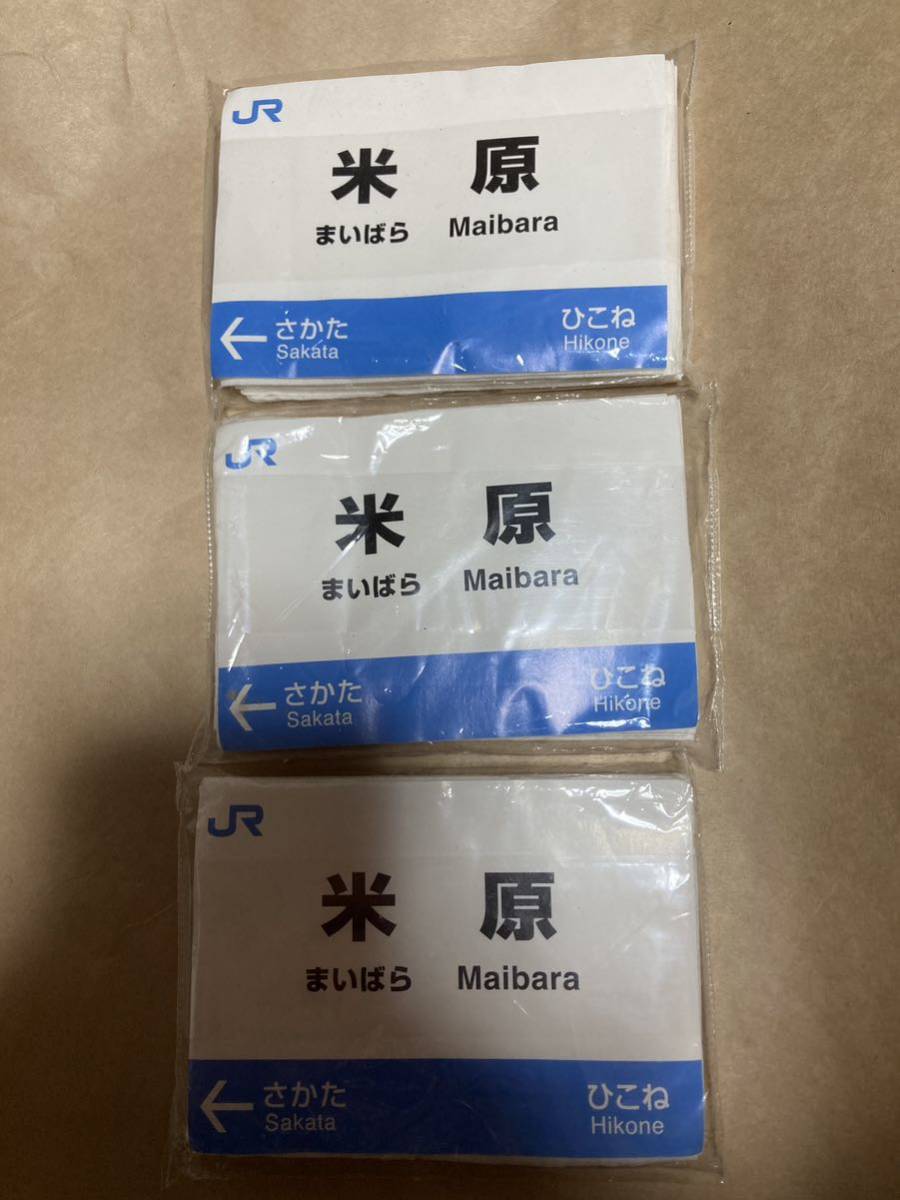 JR
米原
まいばら Maibara
← さかた ひこね
Sakata Hikone
JR
米原
まいばら Maibara
← さかた ひこね
Sakata Hikone
JR
米原
まいばら Maibara
← さかた ひこね
Sakata Hikone